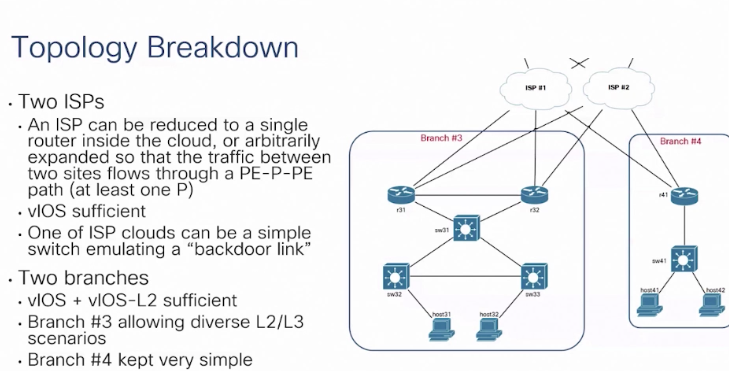 Topology Breakdown
• Two ISPs
• An ISP can be reduced to a single
router inside the cloud, or arbitrarily
expanded so that the traffic between
two sites flows through a PE-P-PE
path (at least one P)
• vIOS sufficient
• One of ISP clouds can be a simple
switch emulating a “backdoor link”
• Two branches
• vIOS + vIOS-L2 sufficient
• Branch #3 allowing diverse L2/L3
scenarios
• Branch #4 kept very simple
ISP #1
ISP #2
Branch #3
r31
r32
sw31
sw32
sw33
host31
host32
Branch #4
r41
sw41
host41
host42